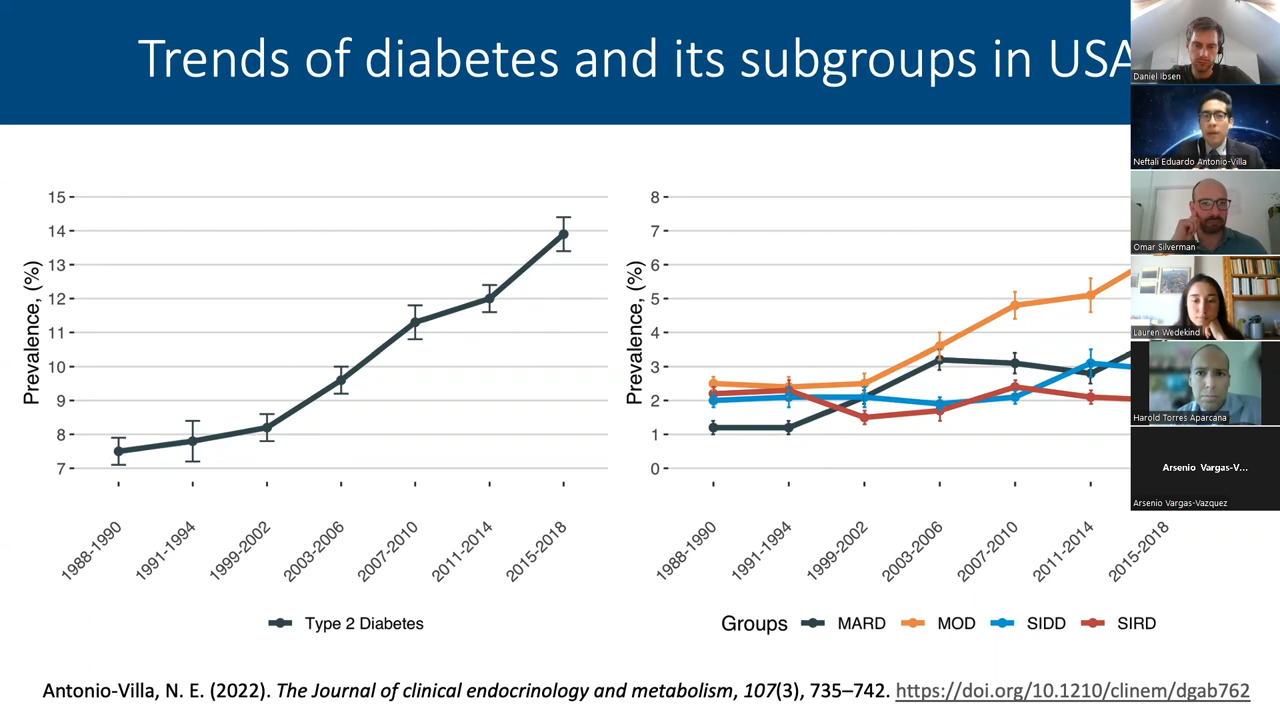 Trends of diabetes and its subgroups in USA
Daniel Ibsen
Neftali Eduardo Antonio-Villa
Omar Silverman
Lauren Wedekind
Harold Torres Aparcana
Arsenio Vargas-V...
Arsenio Vargas-Vazquez
Prevalence, (%)
15
14
13
12
11
10
9
8
7
1988-1990
1991-1994
1999-2002
2003-2006
2007-2010
2011-2014
2015-2018
Type 2 Diabetes
Prevalence, (%)
8
7
6
5
4
3
2
1
0
1988-1990
1991-1994
1999-2002
2003-2006
2007-2010
2011-2014
2015-2018
Groups MARD MOD SIDD SIRD
Antonio-Villa, N. E. (2022). The Journal of clinical endocrinology and metabolism, 107(3), 735–742. https://doi.org/10.1210/clinem/dgab762